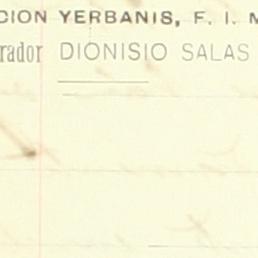 CION YERBANIS, F. I. M
rador DIONISIO SALAS